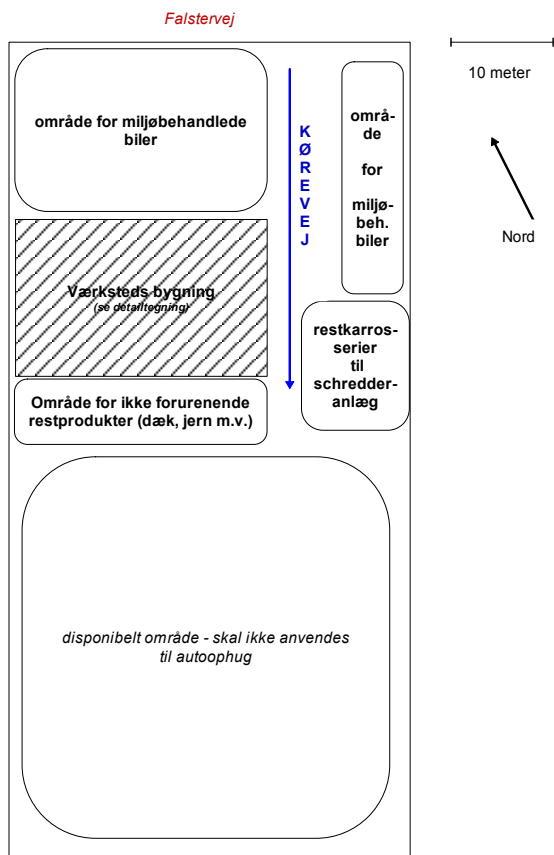 Falstervej
område for miljøbehandlede
biler
K
Ø
R
E
V
E
J
områ-
de
for
miljø-
beh.
biler
10 meter
Nord
Værksteds bygning
(se detailtegning)
restkarros-
serier
til
schredder-
anlæg
Område for ikke forurenende
restprodukter (dæk, jern m.v.)
disponibelt område - skal ikke anvendes
til autoophug